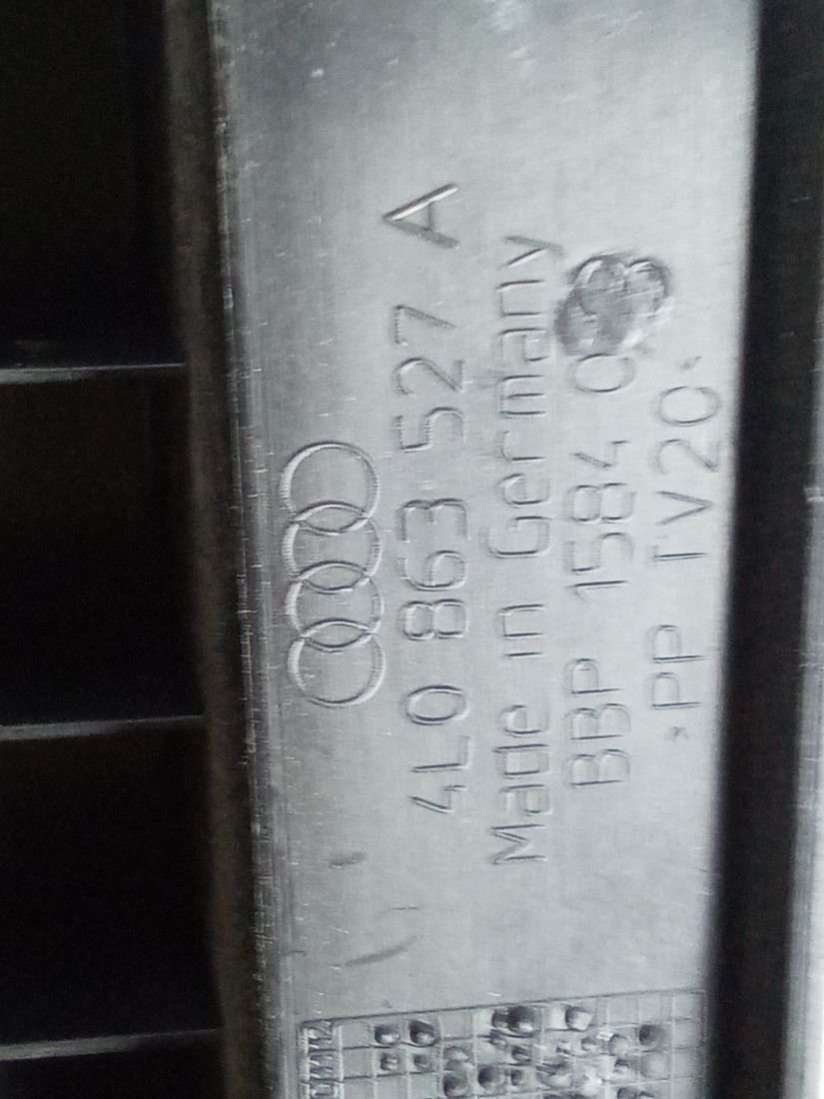 4L0 863 527 A
Made in Germany
BBP 1584 0
*PP TV20*